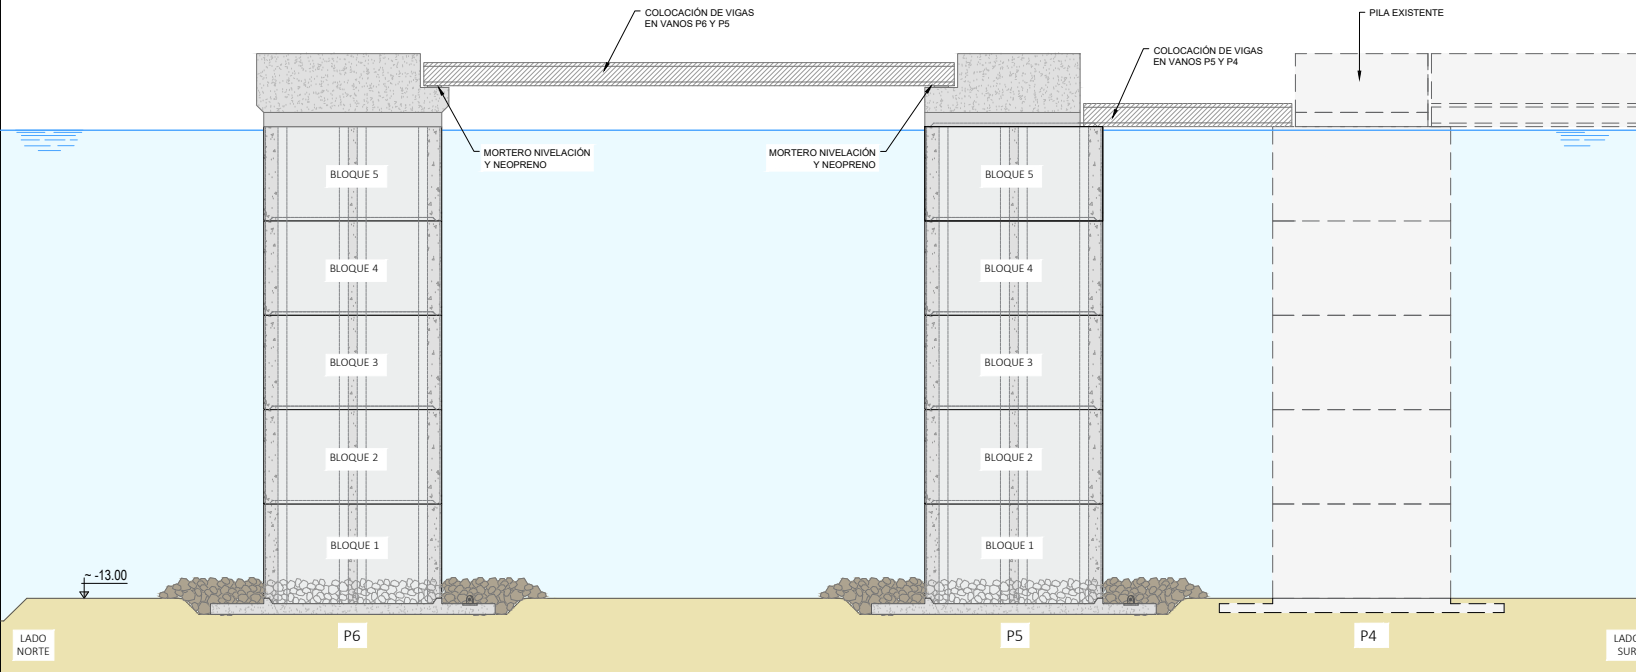 COLOCACIÓN DE VIGAS
EN VANOS P6 Y P5
PILA EXISTENTE
COLOCACIÓN DE VIGAS
EN VANOS P5 Y P4
MORTERO NIVELACIÓN
Y NEOPRENO
MORTERO NIVELACIÓN
Y NEOPRENO
BLOQUE 5
BLOQUE 5
BLOQUE 4
BLOQUE 4
BLOQUE 3
BLOQUE 3
BLOQUE 2
BLOQUE 2
BLOQUE 1
BLOQUE 1
~ -13.00
LADO
NORTE
P6
P5
P4
LADO
SUR